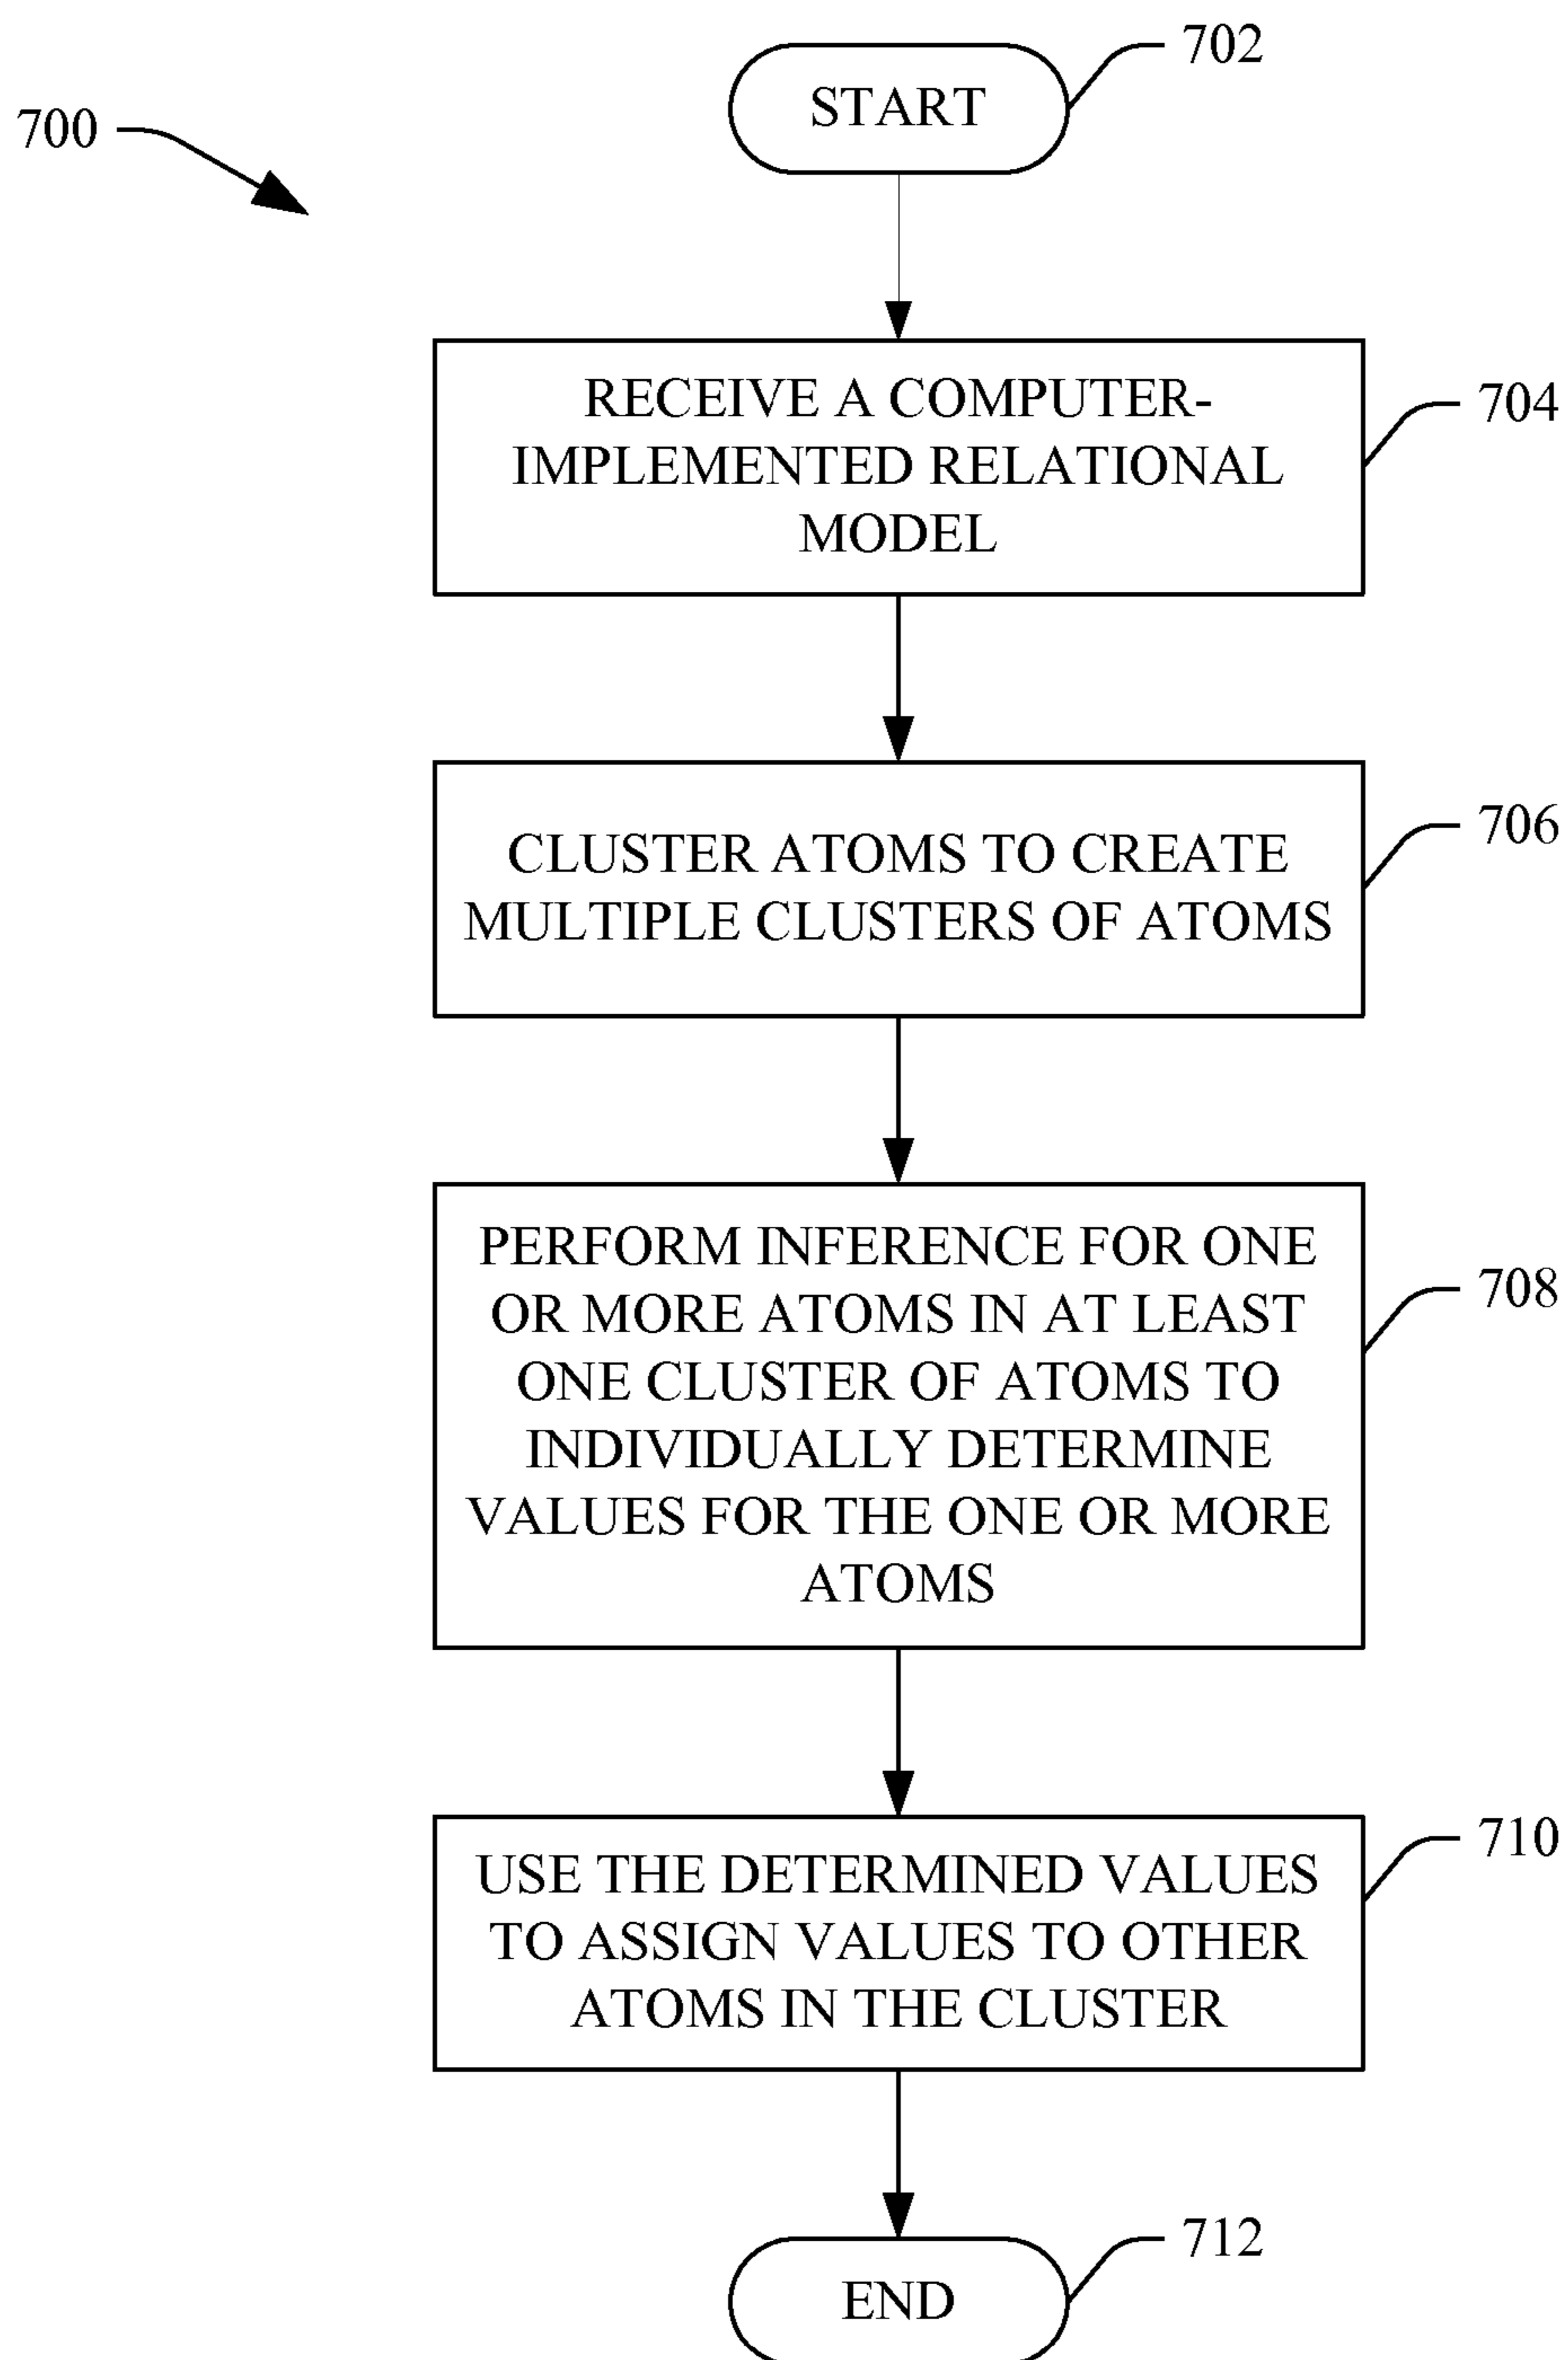 702
START
700
RECEIVE A COMPUTER-
IMPLEMENTED RELATIONAL
MODEL
704
CLUSTER ATOMS TO CREATE
MULTIPLE CLUSTERS OF ATOMS
706
PERFORM INFERENCE FOR ONE
OR MORE ATOMS IN AT LEAST
ONE CLUSTER OF ATOMS TO
INDIVIDUALLY DETERMINE
VALUES FOR THE ONE OR MORE
ATOMS
708
USE THE DETERMINED VALUES
TO ASSIGN VALUES TO OTHER
ATOMS IN THE CLUSTER
710
712
END